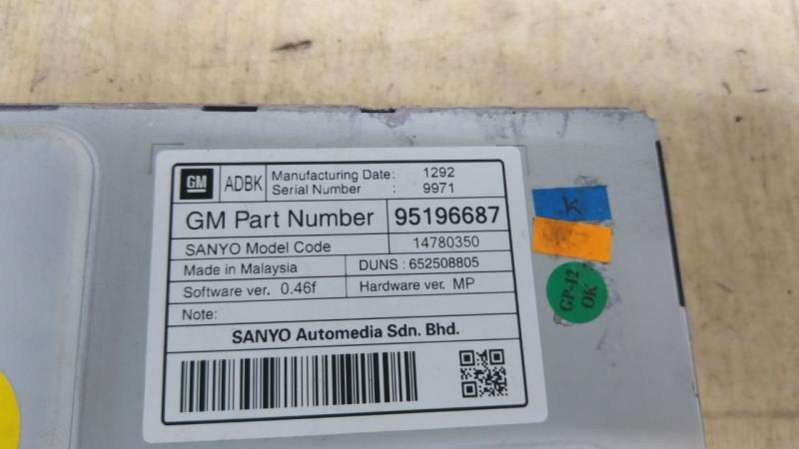 GM ADBK Manufacturing Date: 1292
Serial Number : 9971
GM Part Number 95196687
SANYO Model Code 14780350
Made in Malaysia DUNS : 652508805
Software ver. 0.46f Hardware ver. MP
Note:
SANYO Automedia Sdn. Bhd.
K
GP-12
OK